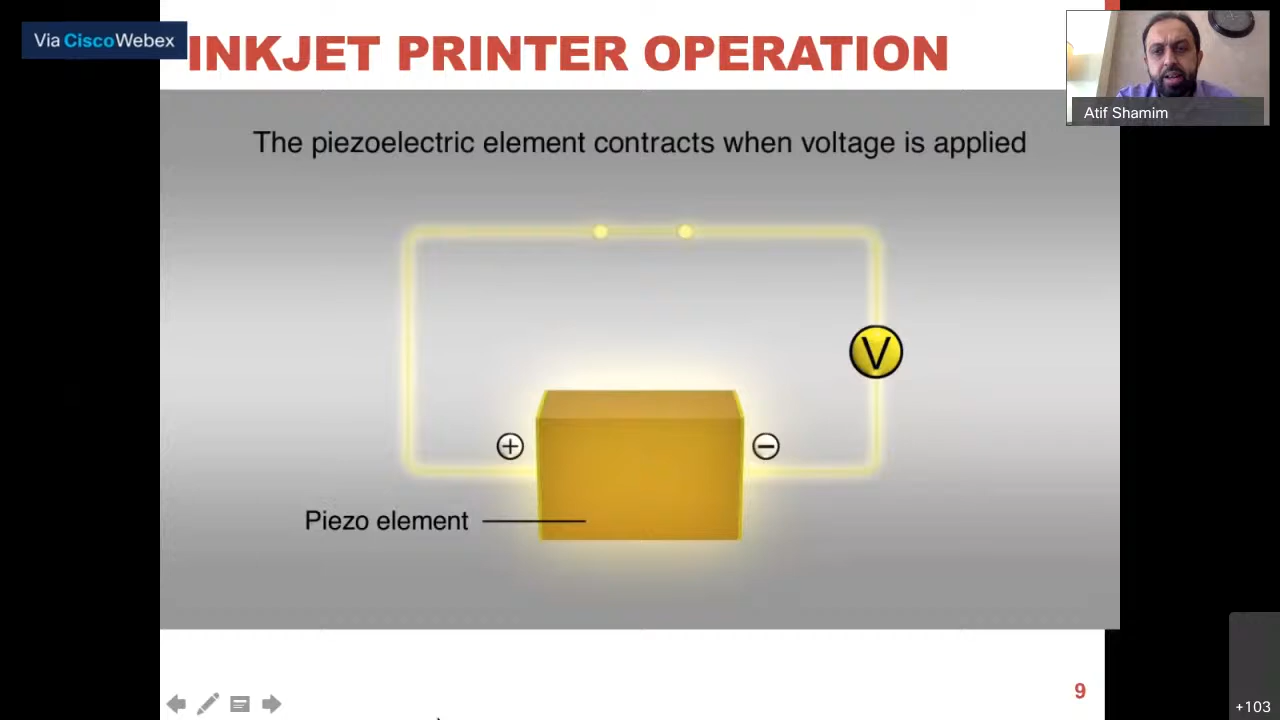 Via CiscoWebex
INKJET PRINTER OPERATION
Atif Shamim
The piezoelectric element contracts when voltage is applied
V
+
−
Piezo element
9
+103